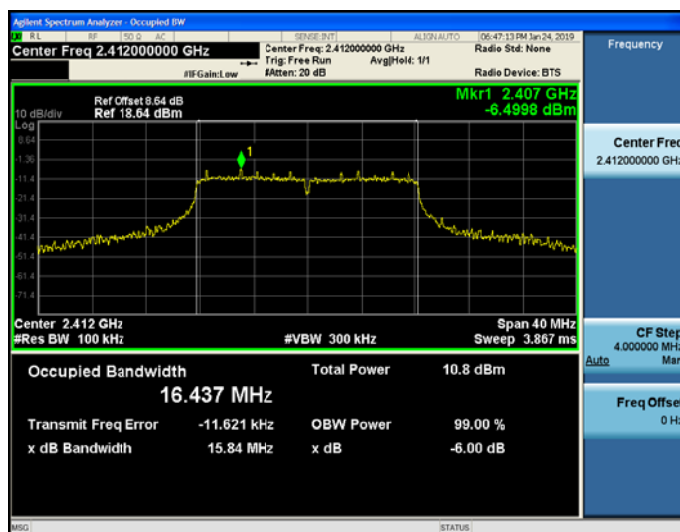 Agilent Spectrum Analyzer - Occupied BW
RL RF 50 Ω AC SENSE:INT ALIGN AUTO 06:47:13 PM Jan 24, 2019
Center Freq 2.412000000 GHz
Center Freq: 2.412000000 GHz
Radio Std: None
Trig: Free Run
Avg|Hold: 1/1
#IFGain:Low
#Atten: 20 dB
Radio Device: BTS
Frequency
Mkr1 2.407 GHz
-6.4998 dBm
Ref Offset 8.64 dB
10 dB/div
Ref 18.64 dBm
Log
8.64
-1.36
-11.4
-21.4
-31.4
-41.4
-51.4
-61.4
-71.4
1
Center 2.412 GHz
Span 40 MHz
#Res BW 100 kHz
#VBW 300 kHz
Sweep 3.867 ms
Occupied Bandwidth
16.437 MHz
Total Power
10.8 dBm
Transmit Freq Error
-11.621 kHz
OBW Power
99.00 %
x dB Bandwidth
15.84 MHz
x dB
-6.00 dB
Center Freq
2.412000000 GHz
CF Step
4.000000 MHz
Auto
Man
Freq Offset
0 Hz
MSG
STATUS